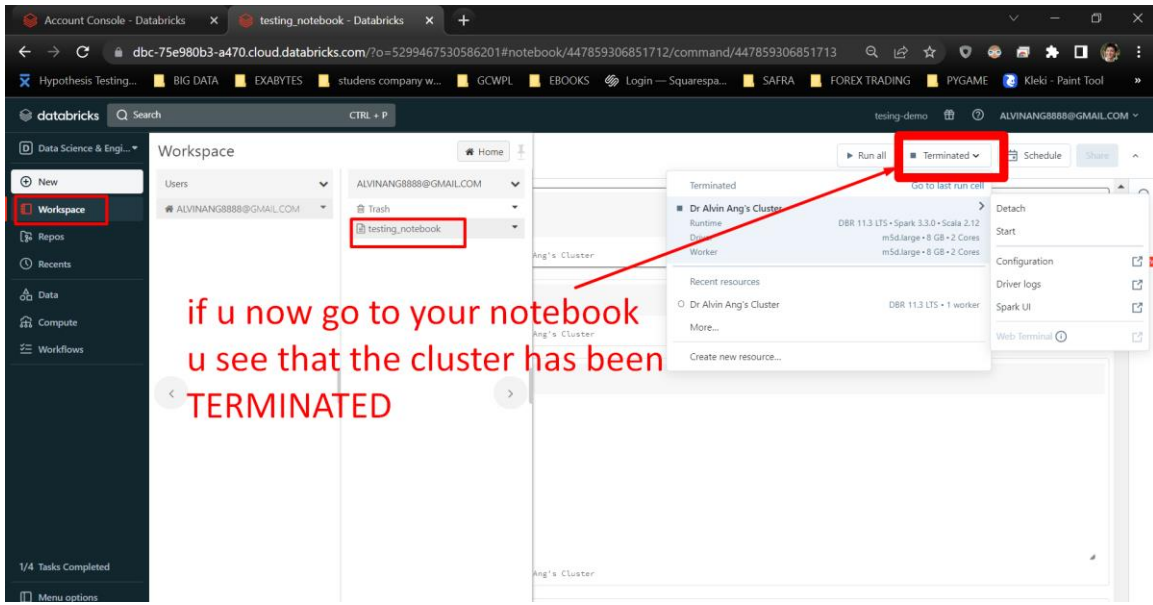 Account Console - Databricks
testing_notebook - Databricks
dbc-75e980b3-a470.cloud.databricks.com/?o=5299467530586201#notebook/447859306851712/command/447859306851713
Hypothesis Testing...
BIG DATA
EXABYTES
studens company w...
GCWPL
EBOOKS
Login — Squarespa...
SAFRA
FOREX TRADING
PYGAME
Kleki - Paint Tool
»
databricks
Search
CTRL + P
tesing-demo
ALVINANG8888@GMAIL.COM
D Data Science & Engi...
Workspace
Home
Run all
Terminated
Schedule
Share
New
Workspace
Repos
Recents
Data
Compute
Workflows
1/4 Tasks Completed
Menu options
Users
ALVINANG8888@GMAIL.COM
ALVINANG8888@GMAIL.COM
Trash
testing_notebook
Ang's Cluster
Ang's Cluster
Ang's Cluster
Terminated
Go to last run cell
Dr Alvin Ang's Cluster
Runtime
DBR 11.3 LTS • Spark 3.3.0 • Scala 2.12
Driver
m5d.large • 8 GB • 2 Cores
Worker
m5d.large • 8 GB • 2 Cores
Recent resources
Dr Alvin Ang's Cluster
DBR 11.3 LTS • 1 worker
More...
Create new resource...
Detach
Start
Configuration
Driver logs
Spark UI
Web Terminal
if u now go to your notebook
u see that the cluster has been
TERMINATED